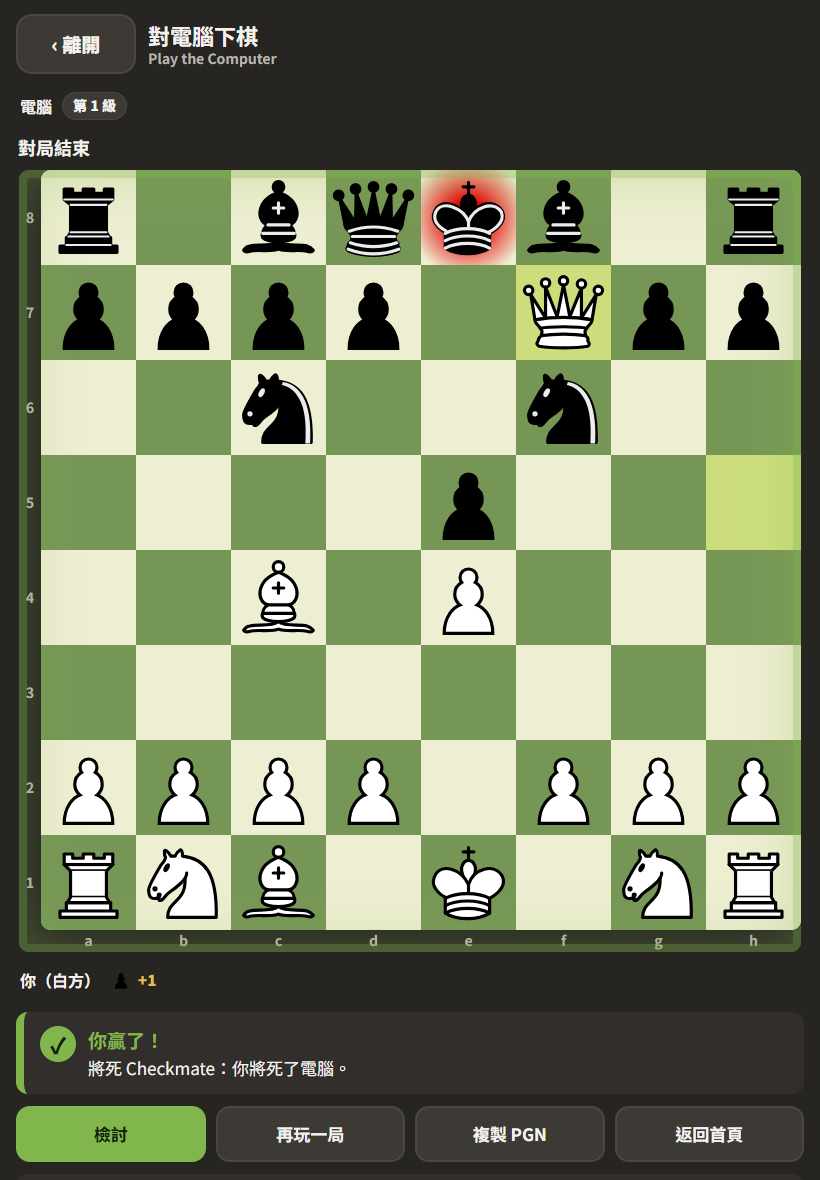 ‹ 離開
對電腦下棋
Play the Computer
電腦 第 1 級
對局結束
8
7
6
5
4
3
2
1
a b c d e f g h
你（白方） +1
你贏了！
將死 Checkmate：你將死了電腦。
檢討 再玩一局 複製 PGN 返回首頁